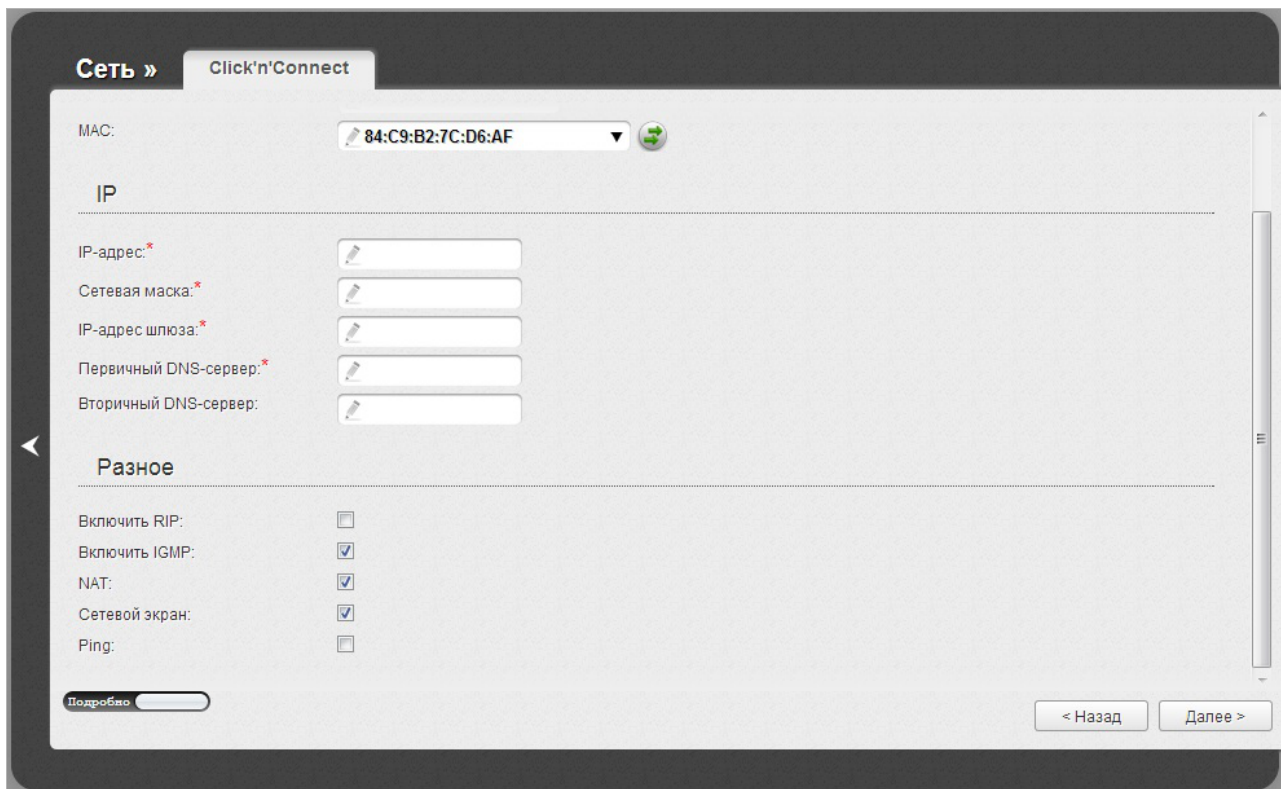 Сеть » Click'n'Connect
MAC: 84:C9:B2:7C:D6:AF
IP
IP-адрес:*
Сетевая маска:*
IP-адрес шлюза:*
Первичный DNS-сервер:*
Вторичный DNS-сервер:
Разное
Включить RIP:
Включить IGMP:
NAT:
Сетевой экран:
Ping:
Подробно
< Назад Далее >